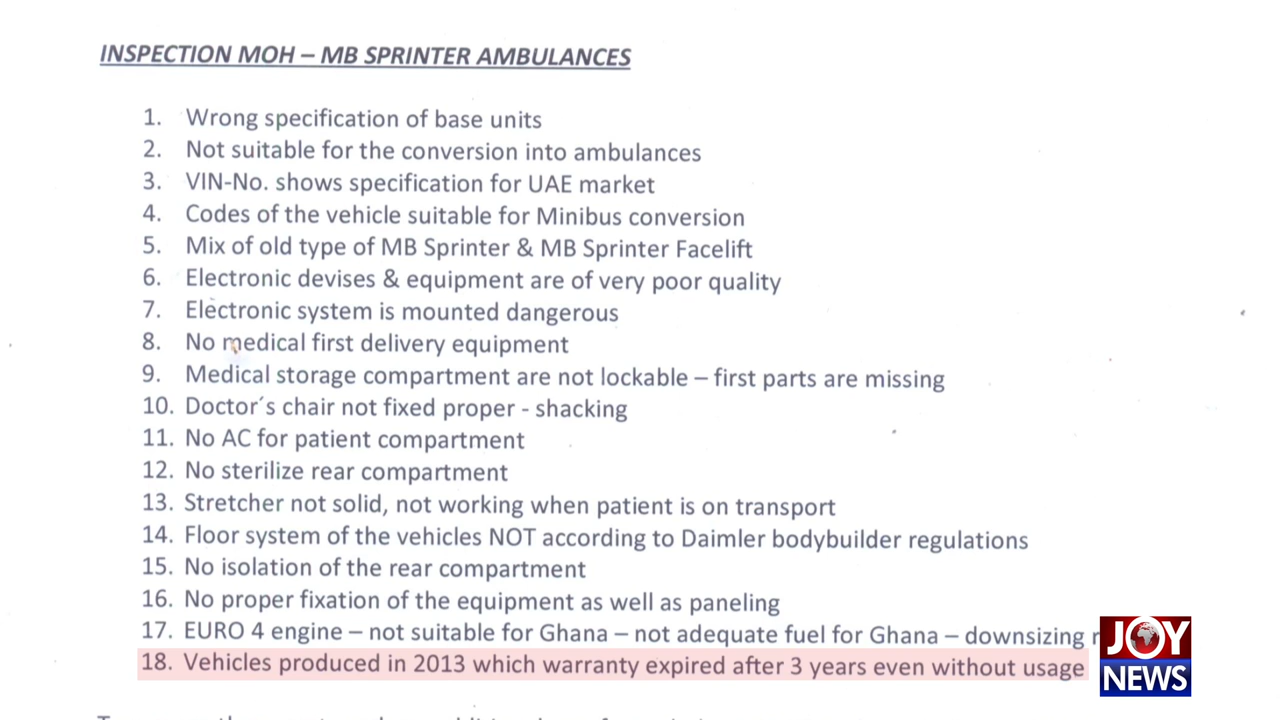 INSPECTION MOH – MB SPRINTER AMBULANCES
1. Wrong specification of base units
2. Not suitable for the conversion into ambulances
3. VIN-No. shows specification for UAE market
4. Codes of the vehicle suitable for Minibus conversion
5. Mix of old type of MB Sprinter & MB Sprinter Facelift
6. Electronic devises & equipment are of very poor quality
7. Electronic system is mounted dangerous
8. No medical first delivery equipment
9. Medical storage compartment are not lockable – first parts are missing
10. Doctor´s chair not fixed proper - shacking
11. No AC for patient compartment
12. No sterilize rear compartment
13. Stretcher not solid, not working when patient is on transport
14. Floor system of the vehicles NOT according to Daimler bodybuilder regulations
15. No isolation of the rear compartment
16. No proper fixation of the equipment as well as paneling
17. EURO 4 engine – not suitable for Ghana – not adequate fuel for Ghana – downsizing
18. Vehicles produced in 2013 which warranty expired after 3 years even without usage
JOY
NEWS